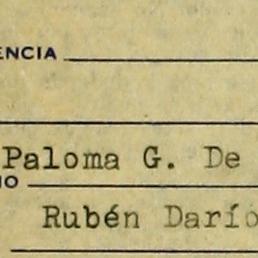 ENCIA
Paloma G. De
IO
Rubén Darío